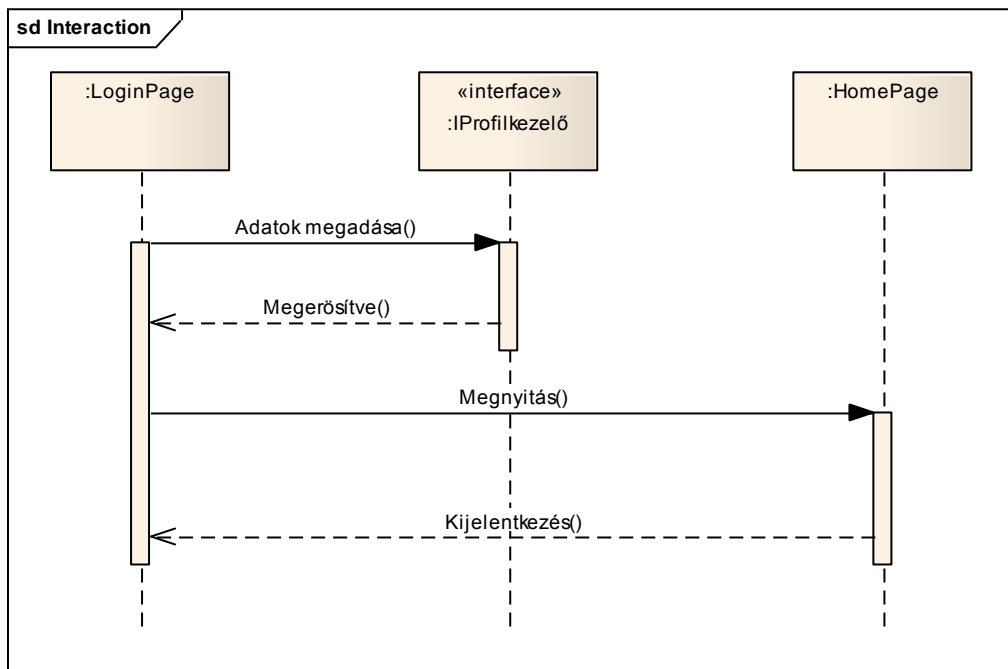 sd Interaction
:LoginPage
«interface»
:IProfilkezelő
:HomePage
Adatok megadása()
Megerösítve()
Megnyitás()
Kijelentkezés()